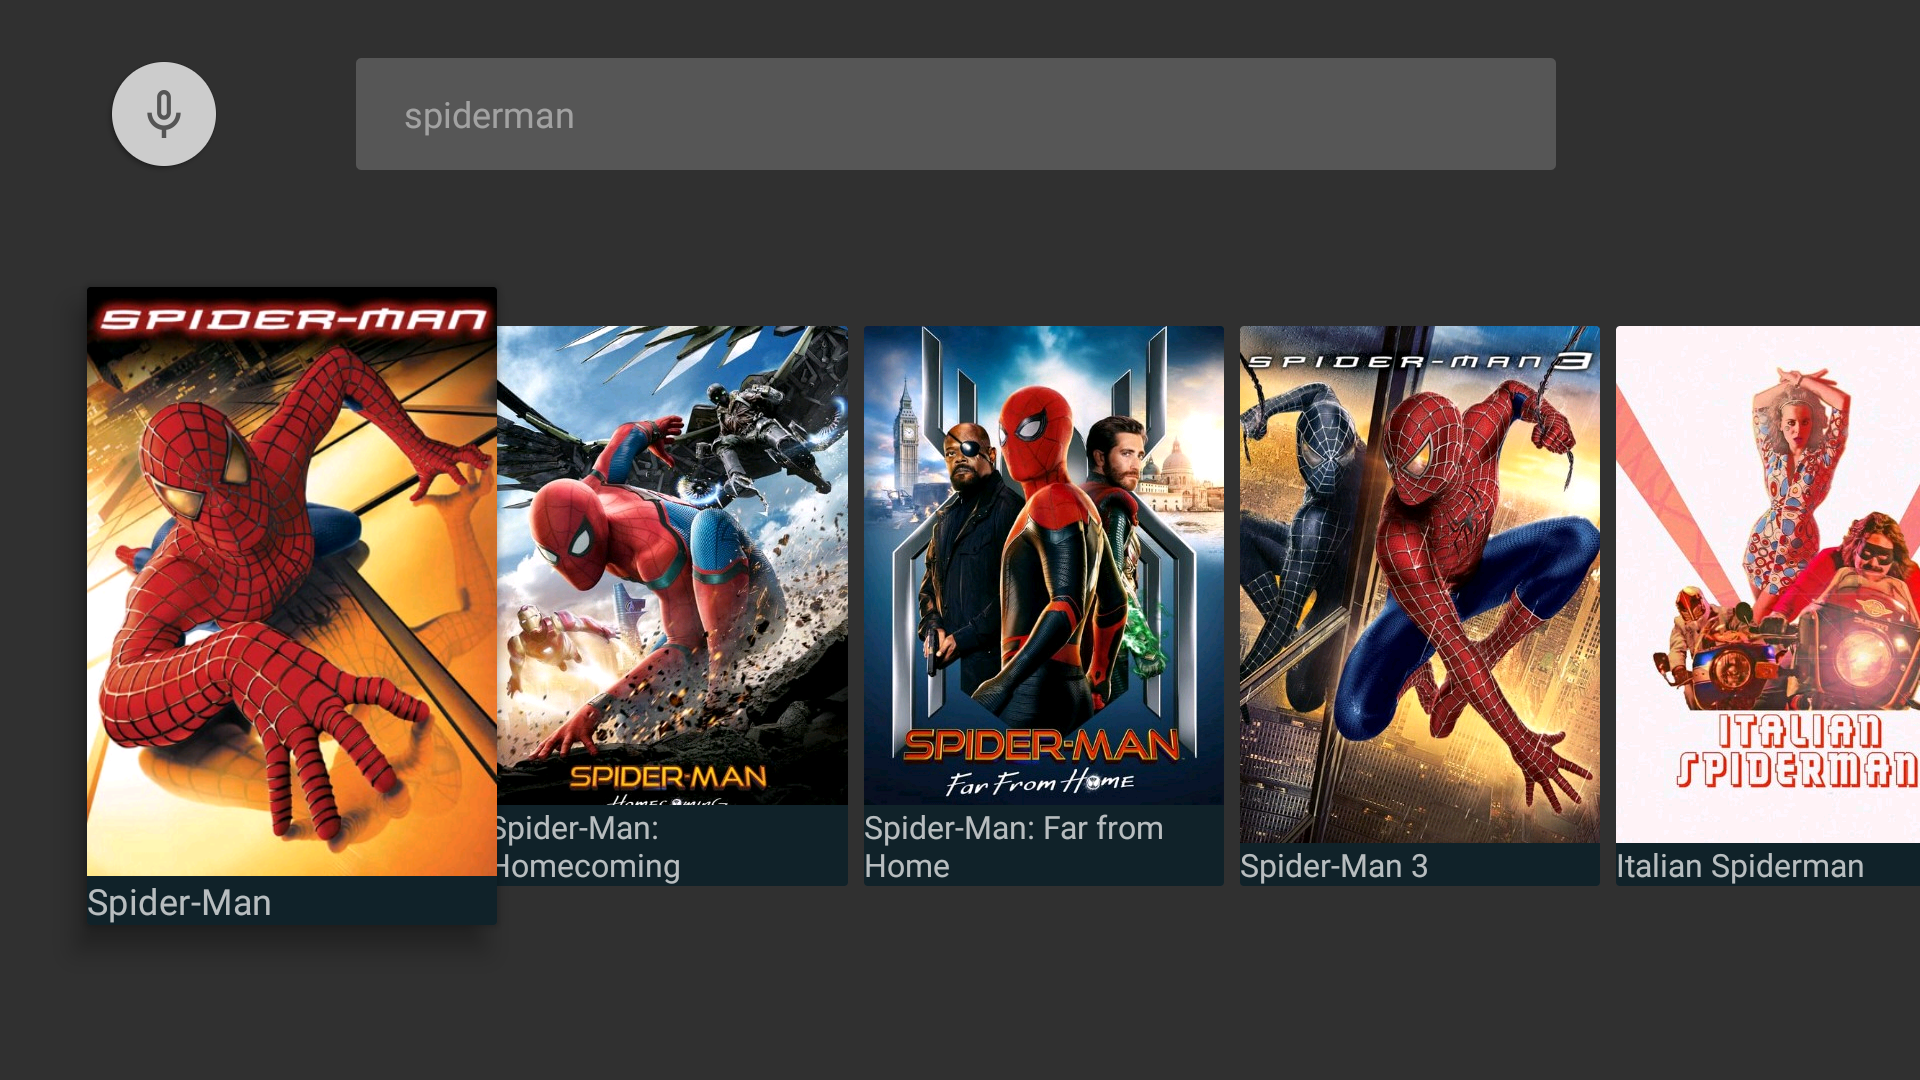 spiderman
SPIDER-MAN
Spider-Man
SPIDER-MAN
Homecoming
Spider-Man:
Homecoming
SPIDER-MAN
Far From Home
Spider-Man: Far from
Home
SPIDER-MAN 3
Spider-Man 3
ITALIAN
SPIDERMAN
Italian Spiderman